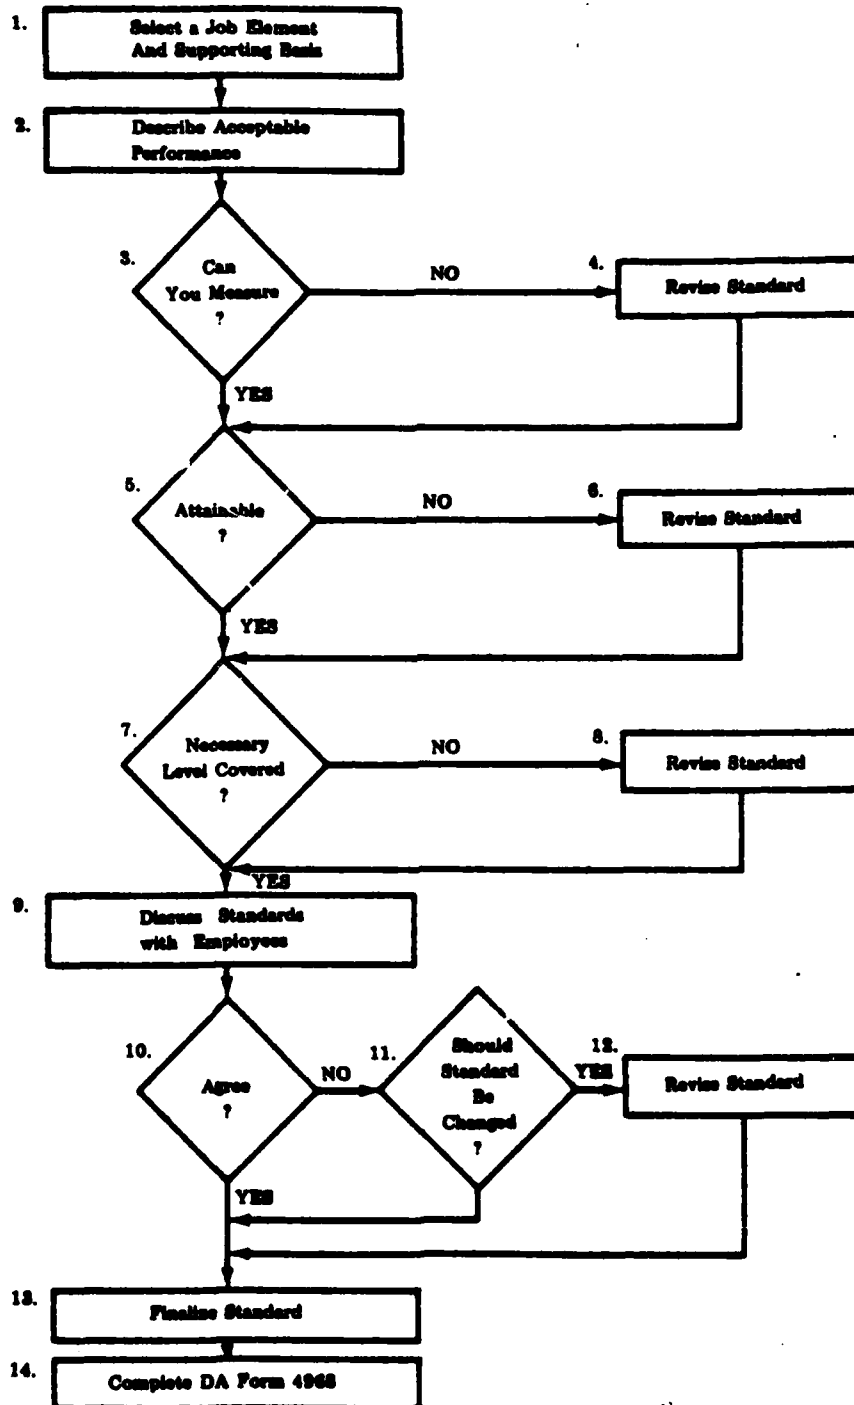 1.
Select a Job Element
And Supporting Basis
2.
Describe Acceptable
Performance
3.
Can
You Measure
?
NO
4.
Revise Standard
YES
5.
Attainable
?
NO
6.
Revise Standard
YES
7.
Necessary
Level Covered
?
NO
8.
Revise Standard
YES
9.
Discuss Standards
with Employees
10.
Agree
?
NO
11.
Should
Standard
Be
Changed
?
YES
12.
Revise Standard
YES
13.
Finalize Standard
14.
Complete DA Form 4968